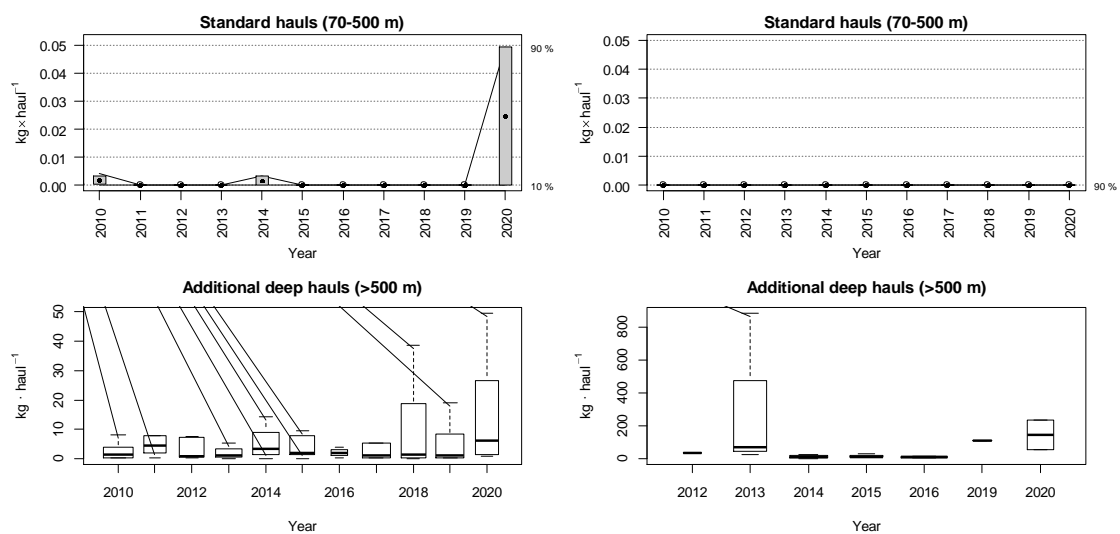 Standard hauls (70-500 m)
kg×haul⁻¹
0.05
0.04
0.03
0.02
0.01
0.00
90 %
10 %
2010 2011 2012 2013 2014 2015 2016 2017 2018 2019 2020
Year
Standard hauls (70-500 m)
kg×haul⁻¹
0.05
0.04
0.03
0.02
0.01
0.00
90 %
2010 2011 2012 2013 2014 2015 2016 2017 2018 2019 2020
Year
Additional deep hauls (>500 m)
kg · haul⁻¹
50
40
30
20
10
0
2010 2012 2014 2016 2018 2020
Year
Additional deep hauls (>500 m)
kg · haul⁻¹
800
600
400
200
0
2012 2013 2014 2015 2016 2019 2020
Year